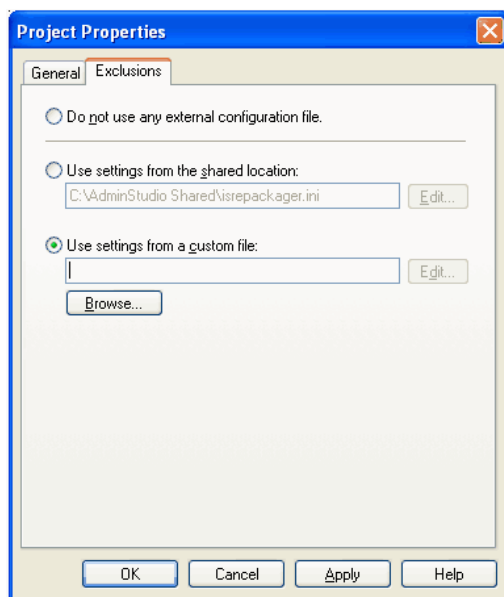 Project Properties
General Exclusions
Do not use any external configuration file.
Use settings from the shared location:
C:\AdminStudio Shared\isrepackager.ini Edit...
Use settings from a custom file:
Edit...
Browse...
OK Cancel Apply Help